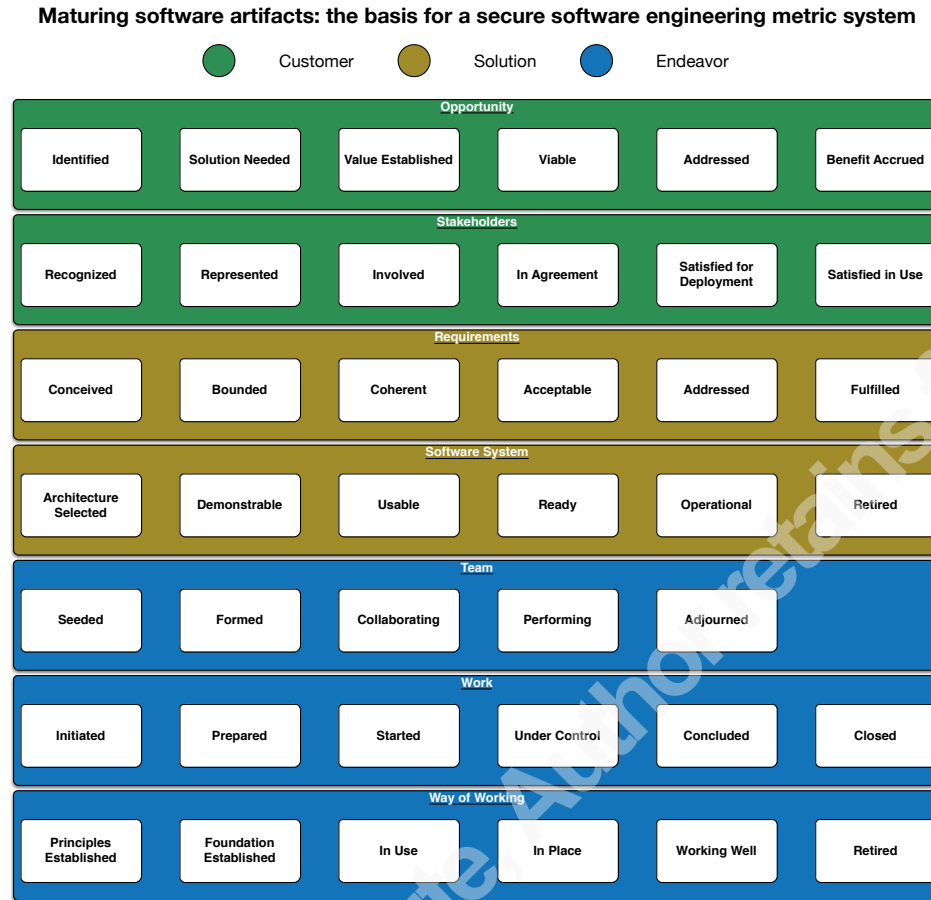 Maturing software artifacts: the basis for a secure software engineering metric system
Customer Solution Endeavor
Opportunity
Identified Solution Needed Value Established Viable Addressed Benefit Accrued
Stakeholders
Recognized Represented Involved In Agreement Satisfied for Deployment Satisfied in Use
Requirements
Conceived Bounded Coherent Acceptable Addressed Fulfilled
Software System
Architecture Selected Demonstrable Usable Ready Operational Retired
Team
Seeded Formed Collaborating Performing Adjourned
Work
Initiated Prepared Started Under Control Concluded Closed
Way of Working
Principles Established Foundation Established In Use In Place Working Well Retired
Author retains